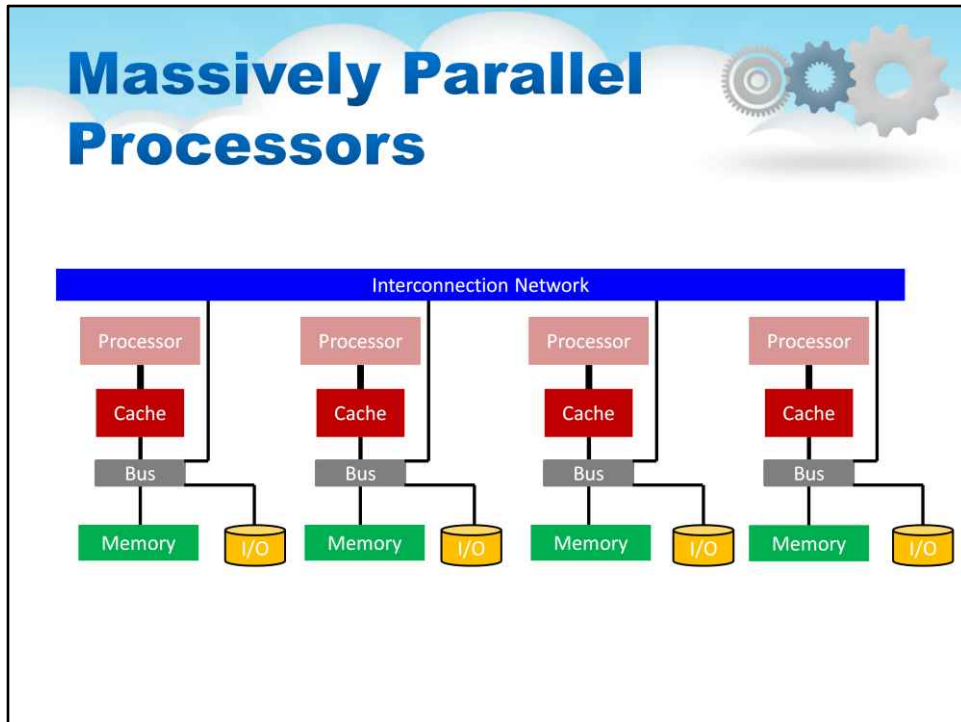 Massively Parallel
Processors
Interconnection Network
Processor Processor Processor Processor
Cache Cache Cache Cache
Bus Bus Bus Bus
Memory I/O Memory I/O Memory I/O Memory I/O